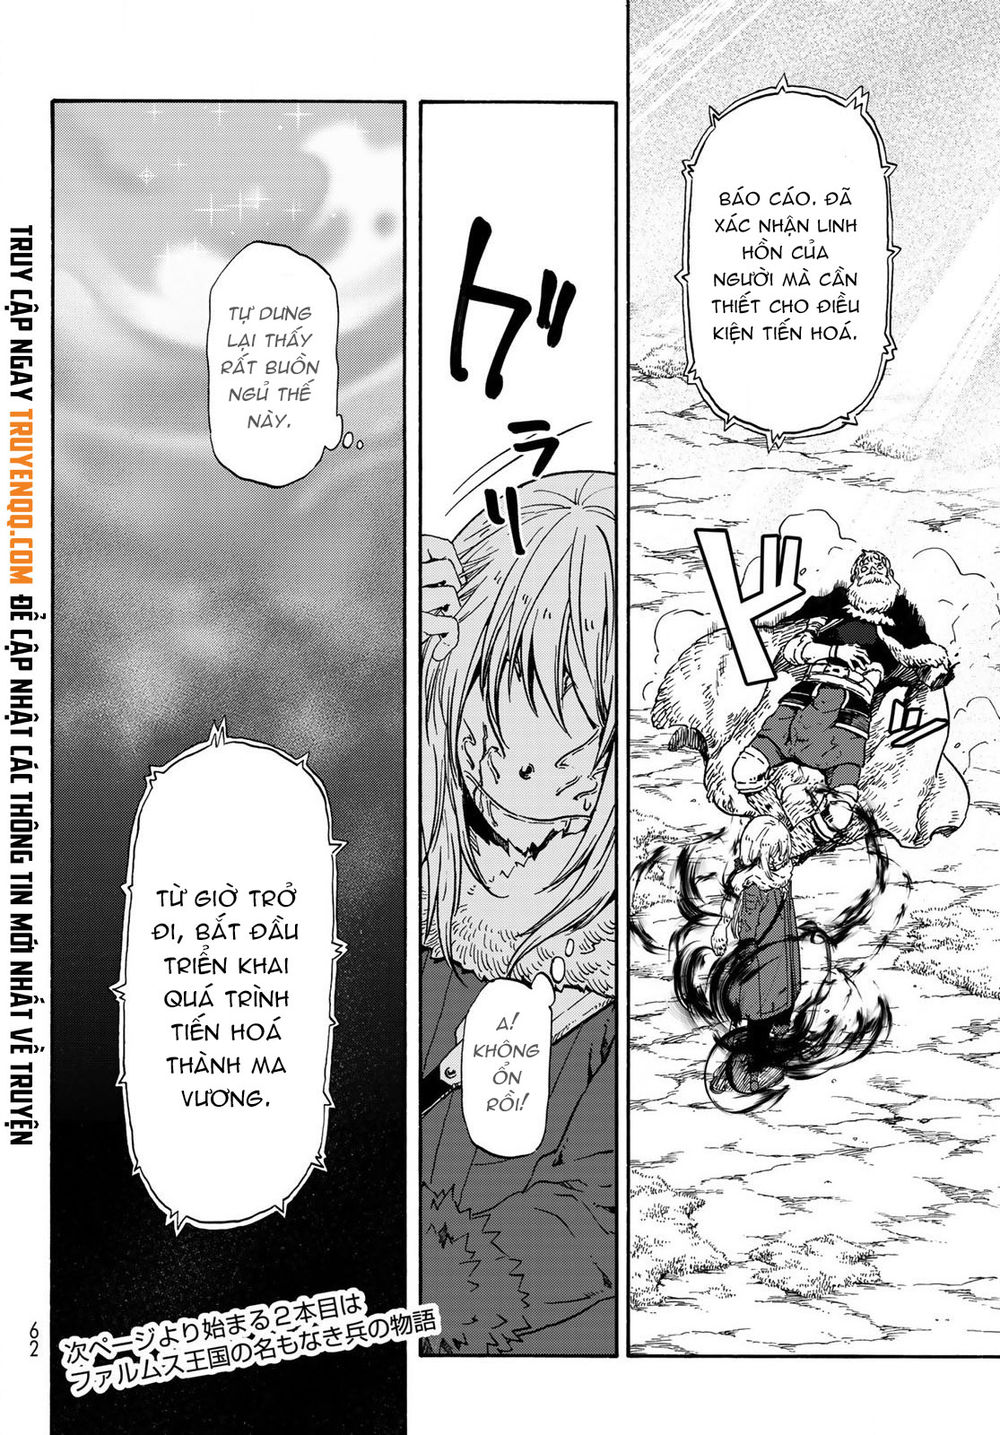 BÁO CÁO. ĐÃ
XÁC NHẬN LINH
HỒN CỦA
NGƯỜI MÀ CẦN
THIẾT CHO ĐIỀU
KIỆN TIẾN HOÁ.
ドドッ
グラ
A!
KHÔNG
ỔN
RỒI!
TỰ DUNG
LẠI THẤY
RẤT BUỒN
NGỦ THẾ
NÀY.
TỪ GIỜ TRỞ
ĐI, BẮT ĐẦU
TRIỂN KHAI
QUÁ TRÌNH
TIẾN HOÁ
THÀNH MA
VƯƠNG.
次ページより始まる2本目は
ファルムス王国の名もなき兵の物語
62
TRUY CẬP NGAY TRUYENQQ.COM ĐỂ CẬP NHẬT CÁC THÔNG TIN MỚI NHẤT VỀ TRUYỆN